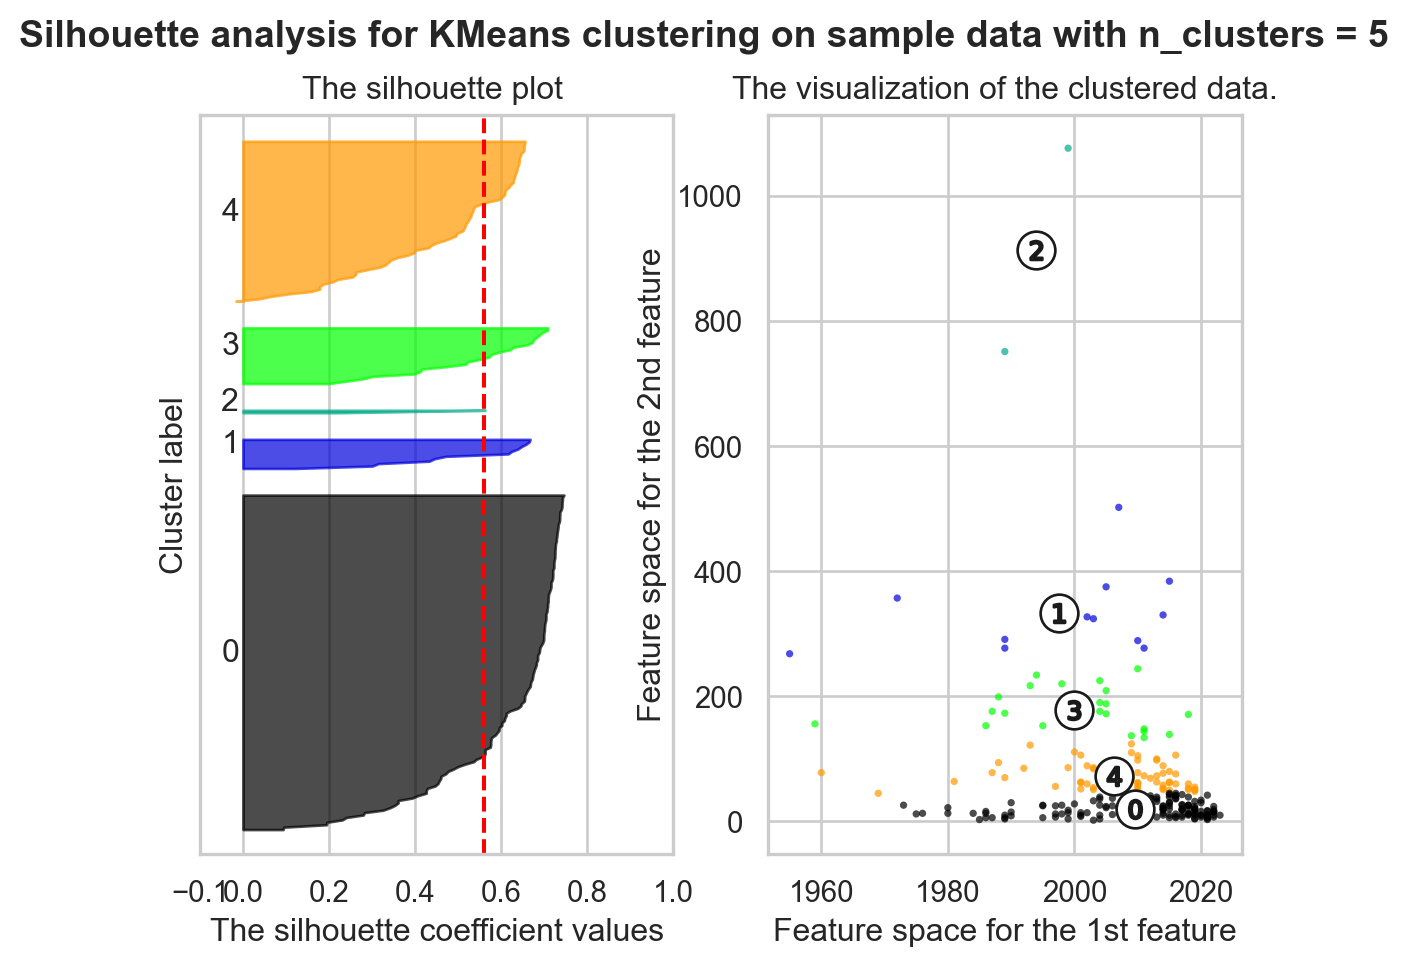 Silhouette analysis for KMeans clustering on sample data with n_clusters = 5
The silhouette plot
Cluster label
4
3
2
1
0
−0.1 0.0 0.2 0.4 0.6 0.8 1.0
The silhouette coefficient values
The visualization of the clustered data.
Feature space for the 2nd feature
1000
800
600
400
200
0
2
1
3
4
0
1960 1980 2000 2020
Feature space for the 1st feature